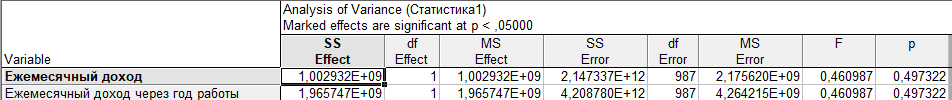 Analysis of Variance (Статистика1)
Marked effects are significant at p < ,05000
Variable SS Effect df Effect MS Effect SS Error df Error MS Error F p
Ежемесячный доход 1,002932E+09 1 1,002932E+09 2,147337E+12 987 2,175620E+09 0,460987 0,497322
Ежемесячный доход через год работы 1,965747E+09 1 1,965747E+09 4,208780E+12 987 4,264215E+09 0,460987 0,497322